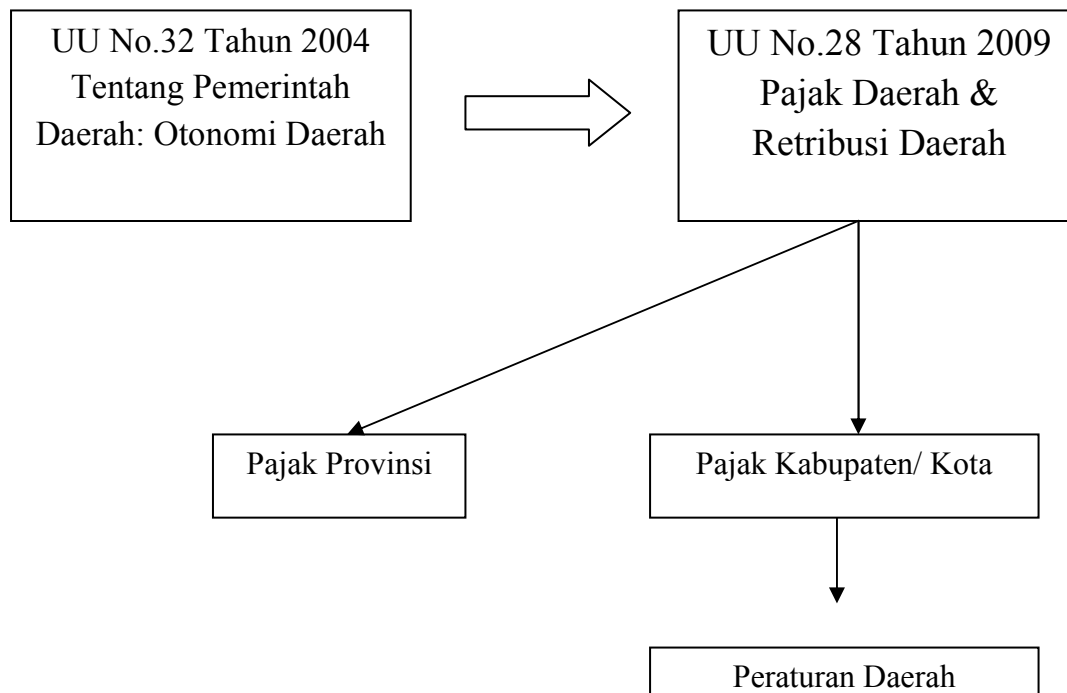 UU No.32 Tahun 2004
Tentang Pemerintah
Daerah: Otonomi Daerah
UU No.28 Tahun 2009
Pajak Daerah &
Retribusi Daerah
Pajak Provinsi
Pajak Kabupaten/ Kota
Peraturan Daerah